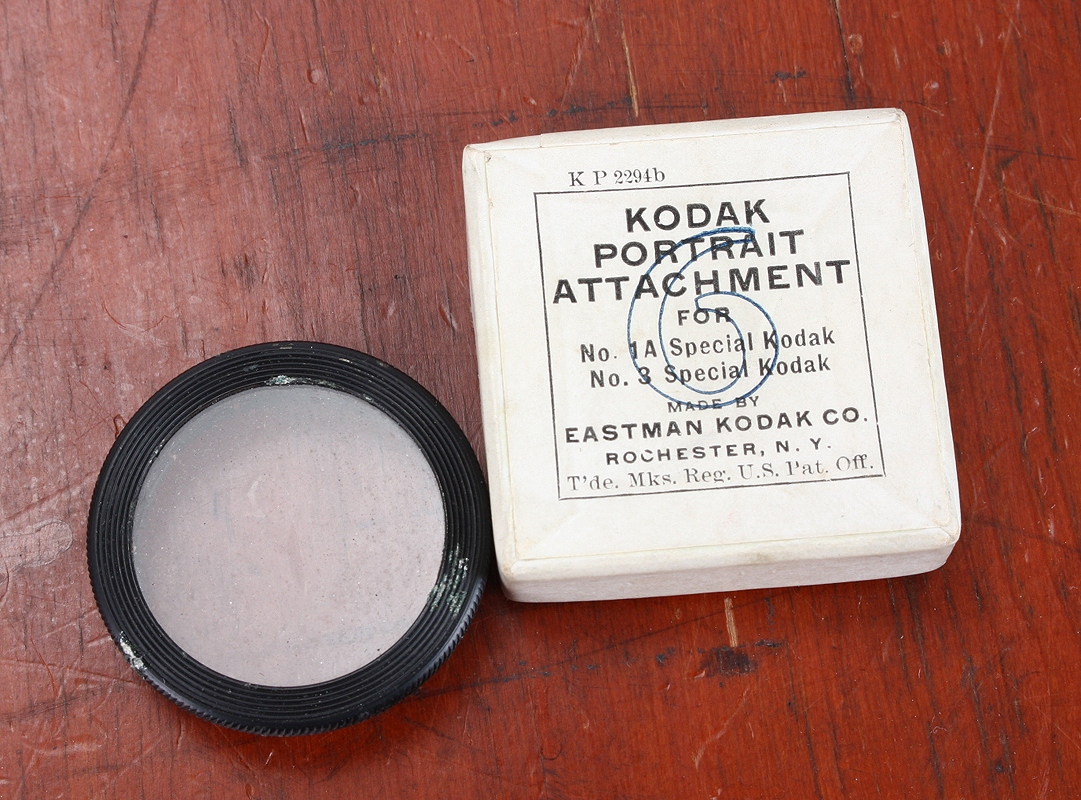 K P 2294b
KODAK
PORTRAIT
ATTACHMENT
FOR
No. 1A Special Kodak
No. 3 Special Kodak
MADE BY
EASTMAN KODAK CO.
ROCHESTER, N. Y.
T'de. Mks. Reg. U.S. Pat. Off.
6